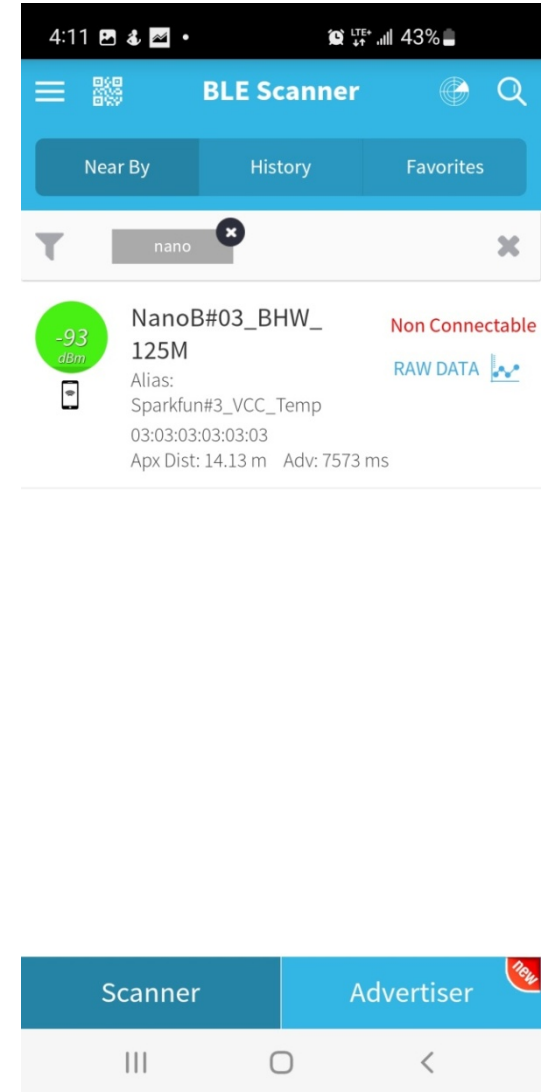 4:11 LTE+ 43%
BLE Scanner
Near By History Favorites
nano
-93
dBm
NanoB#03_BHW_
125M
Non Connectable
RAW DATA
Alias:
Sparkfun#3_VCC_Temp
03:03:03:03:03:03
Apx Dist: 14.13 m Adv: 7573 ms
Scanner Advertiser new